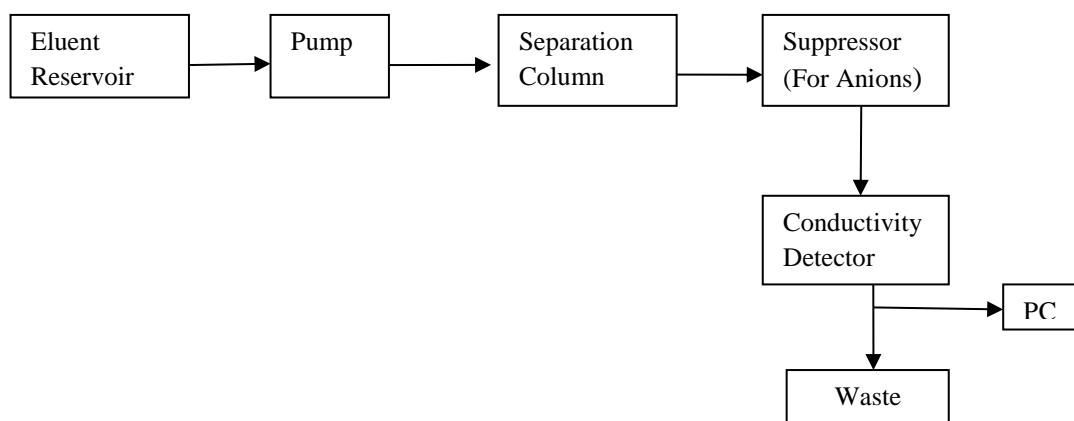 Eluent
Reservoir
Pump
Separation
Column
Suppressor
(For Anions)
Conductivity
Detector
PC
Waste